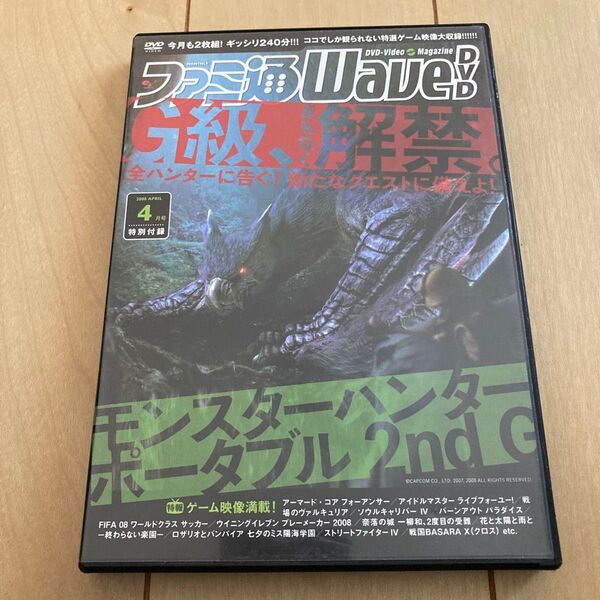 DVD VIDEO 今月も2枚組! ギッシリ240分!!! ココでしか観られない特選ゲーム映像大収録!!!!!!
DVD-Video Magazine
ファミ通WaveDVD
G級、解禁。
全ハンターに告ぐ! 新たなクエストに備えよ!
2008 APRIL
4月号
特別付録
モンスターハンター
ポータブル 2nd G
©CAPCOM CO., LTD. 2007, 2008 ALL RIGHTS RESERVED.
特報 ゲーム映像満載! アーマード・コア フォーアンサー/アイドルマスター ライブフォーユー!/戦
場のヴァルキュリア/ソウルキャリバー IV/バーンアウト パラダイス/
FIFA 08 ワールドクラス サッカー/ウイニングイレブン プレーメーカー 2008/奈落の城 一柳和、2度目の受難/花と太陽と雨と
ー終わらない楽園ー/ロザリオとバンパイア 七夕のミス陽海学園/ストリートファイターIV/戦国BASARA X(クロス) etc.